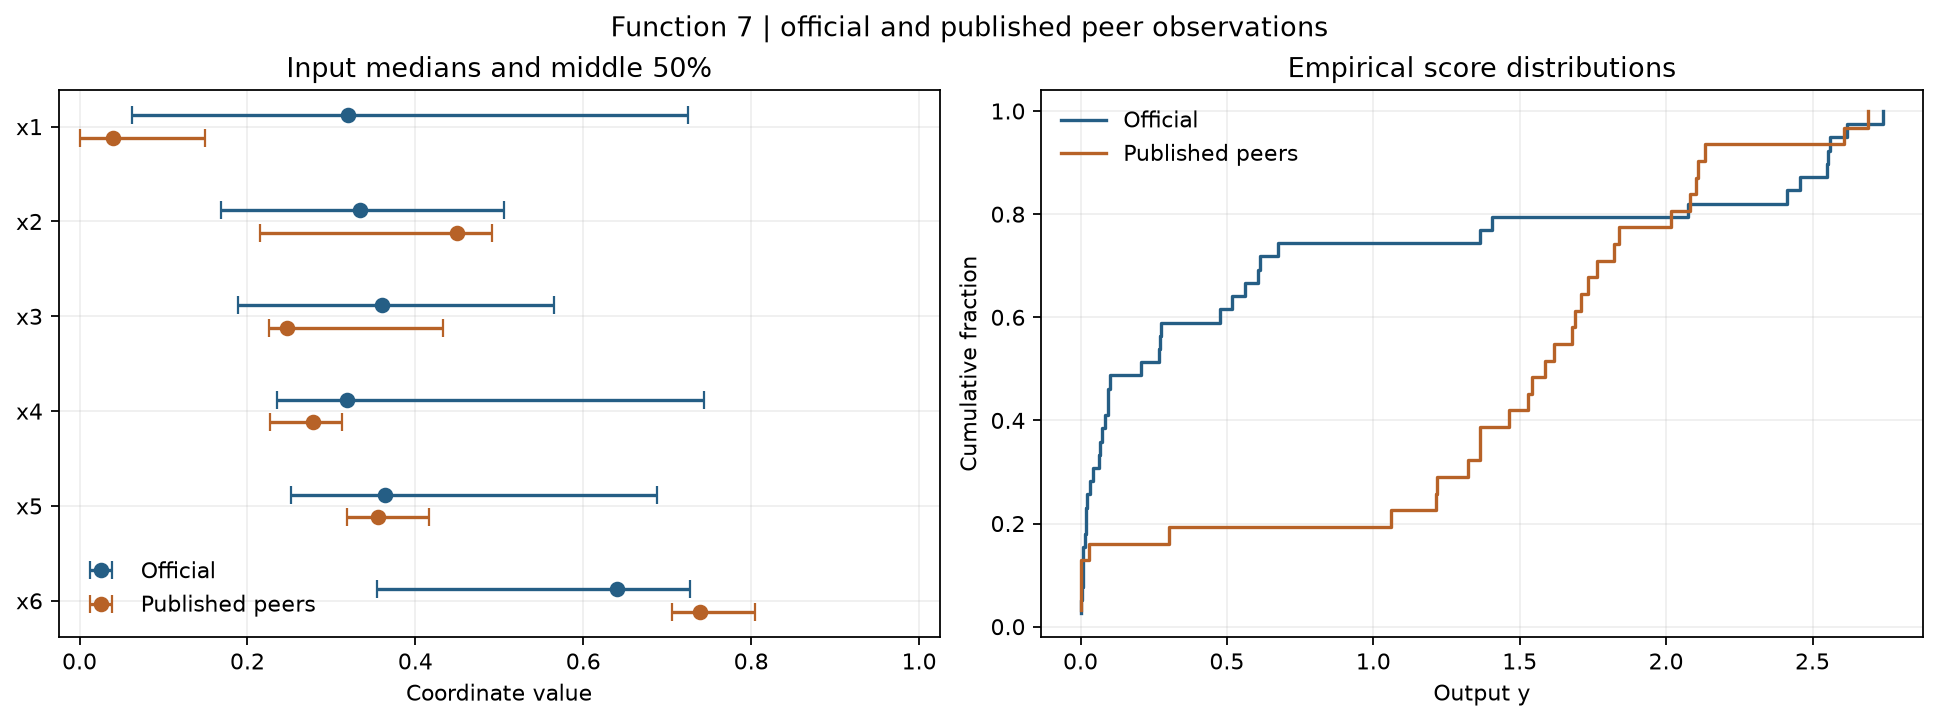 Function 7 | official and published peer observations
Input medians and middle 50%
x1
x2
x3
x4
x5
x6
Official
Published peers
0.0 0.2 0.4 0.6 0.8 1.0
Coordinate value
Empirical score distributions
Official
Published peers
Cumulative fraction
1.0
0.8
0.6
0.4
0.2
0.0
0.0 0.5 1.0 1.5 2.0 2.5
Output y